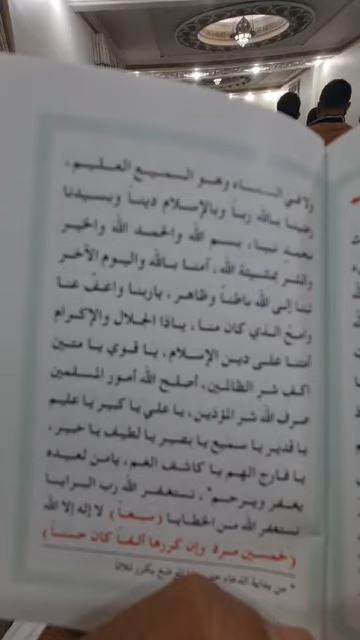 ولا في السماء وهو السميع العليم،
رضينا بالله رباً وبالإسلام ديناً وبسيدنا
محمدٍ نبيا، بسم الله والحمد لله والخير
والشر بمشيئة الله، آمنا بالله واليوم الآخر
تبنا إلى الله باطناً وظاهر، ياربنا واعف عنا
وامح الذي كان منا، ياذا الجلال والإكرام
أمتنا على دين الإسلام، يا قوي يا متين
اكف شر الظالمين، أصلح الله أمور المسلمين
صرف الله شر المؤذين، يا علي يا كبير يا عليم
يا قدير يا سميع يا بصير يا لطيف يا خبير،
يا فارج الهم يا كاشف الغم، يامن لعبده
يغفر ويرحم*، نستغفر الله رب البرايا
نستغفر الله من الخطايا (سبعاً) لا إله إلا الله
(خمسين مرة وإن كررها ألفاً كان حسناً)
* من بداية الدعاء يكرر ثلاثا